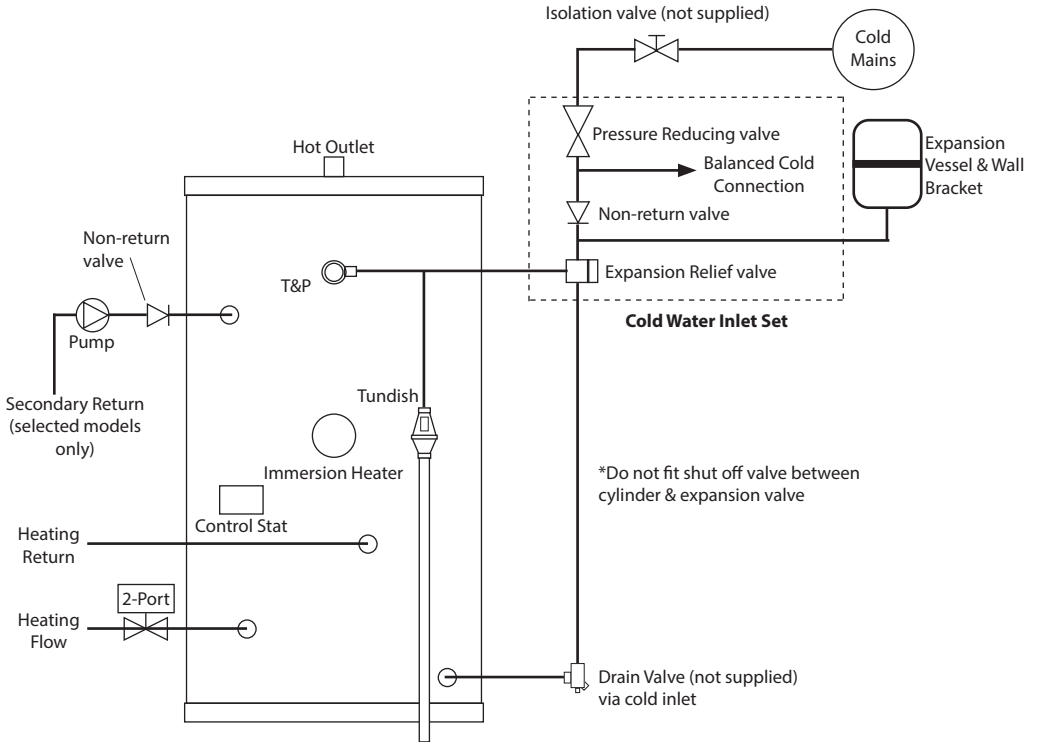 Isolation valve (not supplied)
Cold
Mains
Pressure Reducing valve
Balanced Cold
Connection
Expansion
Vessel & Wall
Bracket
Hot Outlet
Non-return valve
Non-return
valve
T&P
Expansion Relief valve
Cold Water Inlet Set
Pump
Secondary Return
(selected models
only)
Tundish
Immersion Heater
*Do not fit shut off valve between
cylinder & expansion valve
Control Stat
Heating
Return
2-Port
Heating
Flow
Drain Valve (not supplied)
via cold inlet